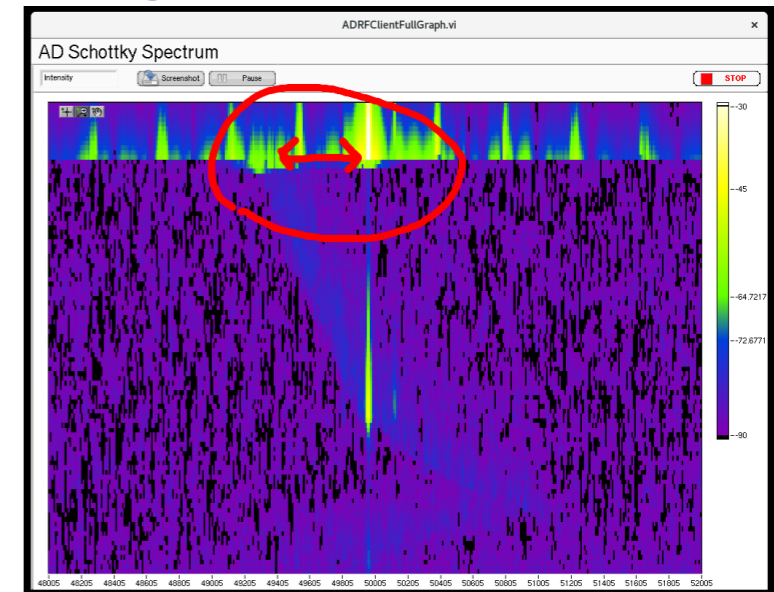 ADRFClientFullGraph.vi
×
AD Schottky Spectrum
Intensity Screenshot Pause STOP
-30
-45
-64.7217
-72.6771
-90
48005 48205 48405 48605 48805 49005 49205 49405 49605 49805 50005 50205 50405 50605 50805 51005 51205 51405 51605 51805 52005